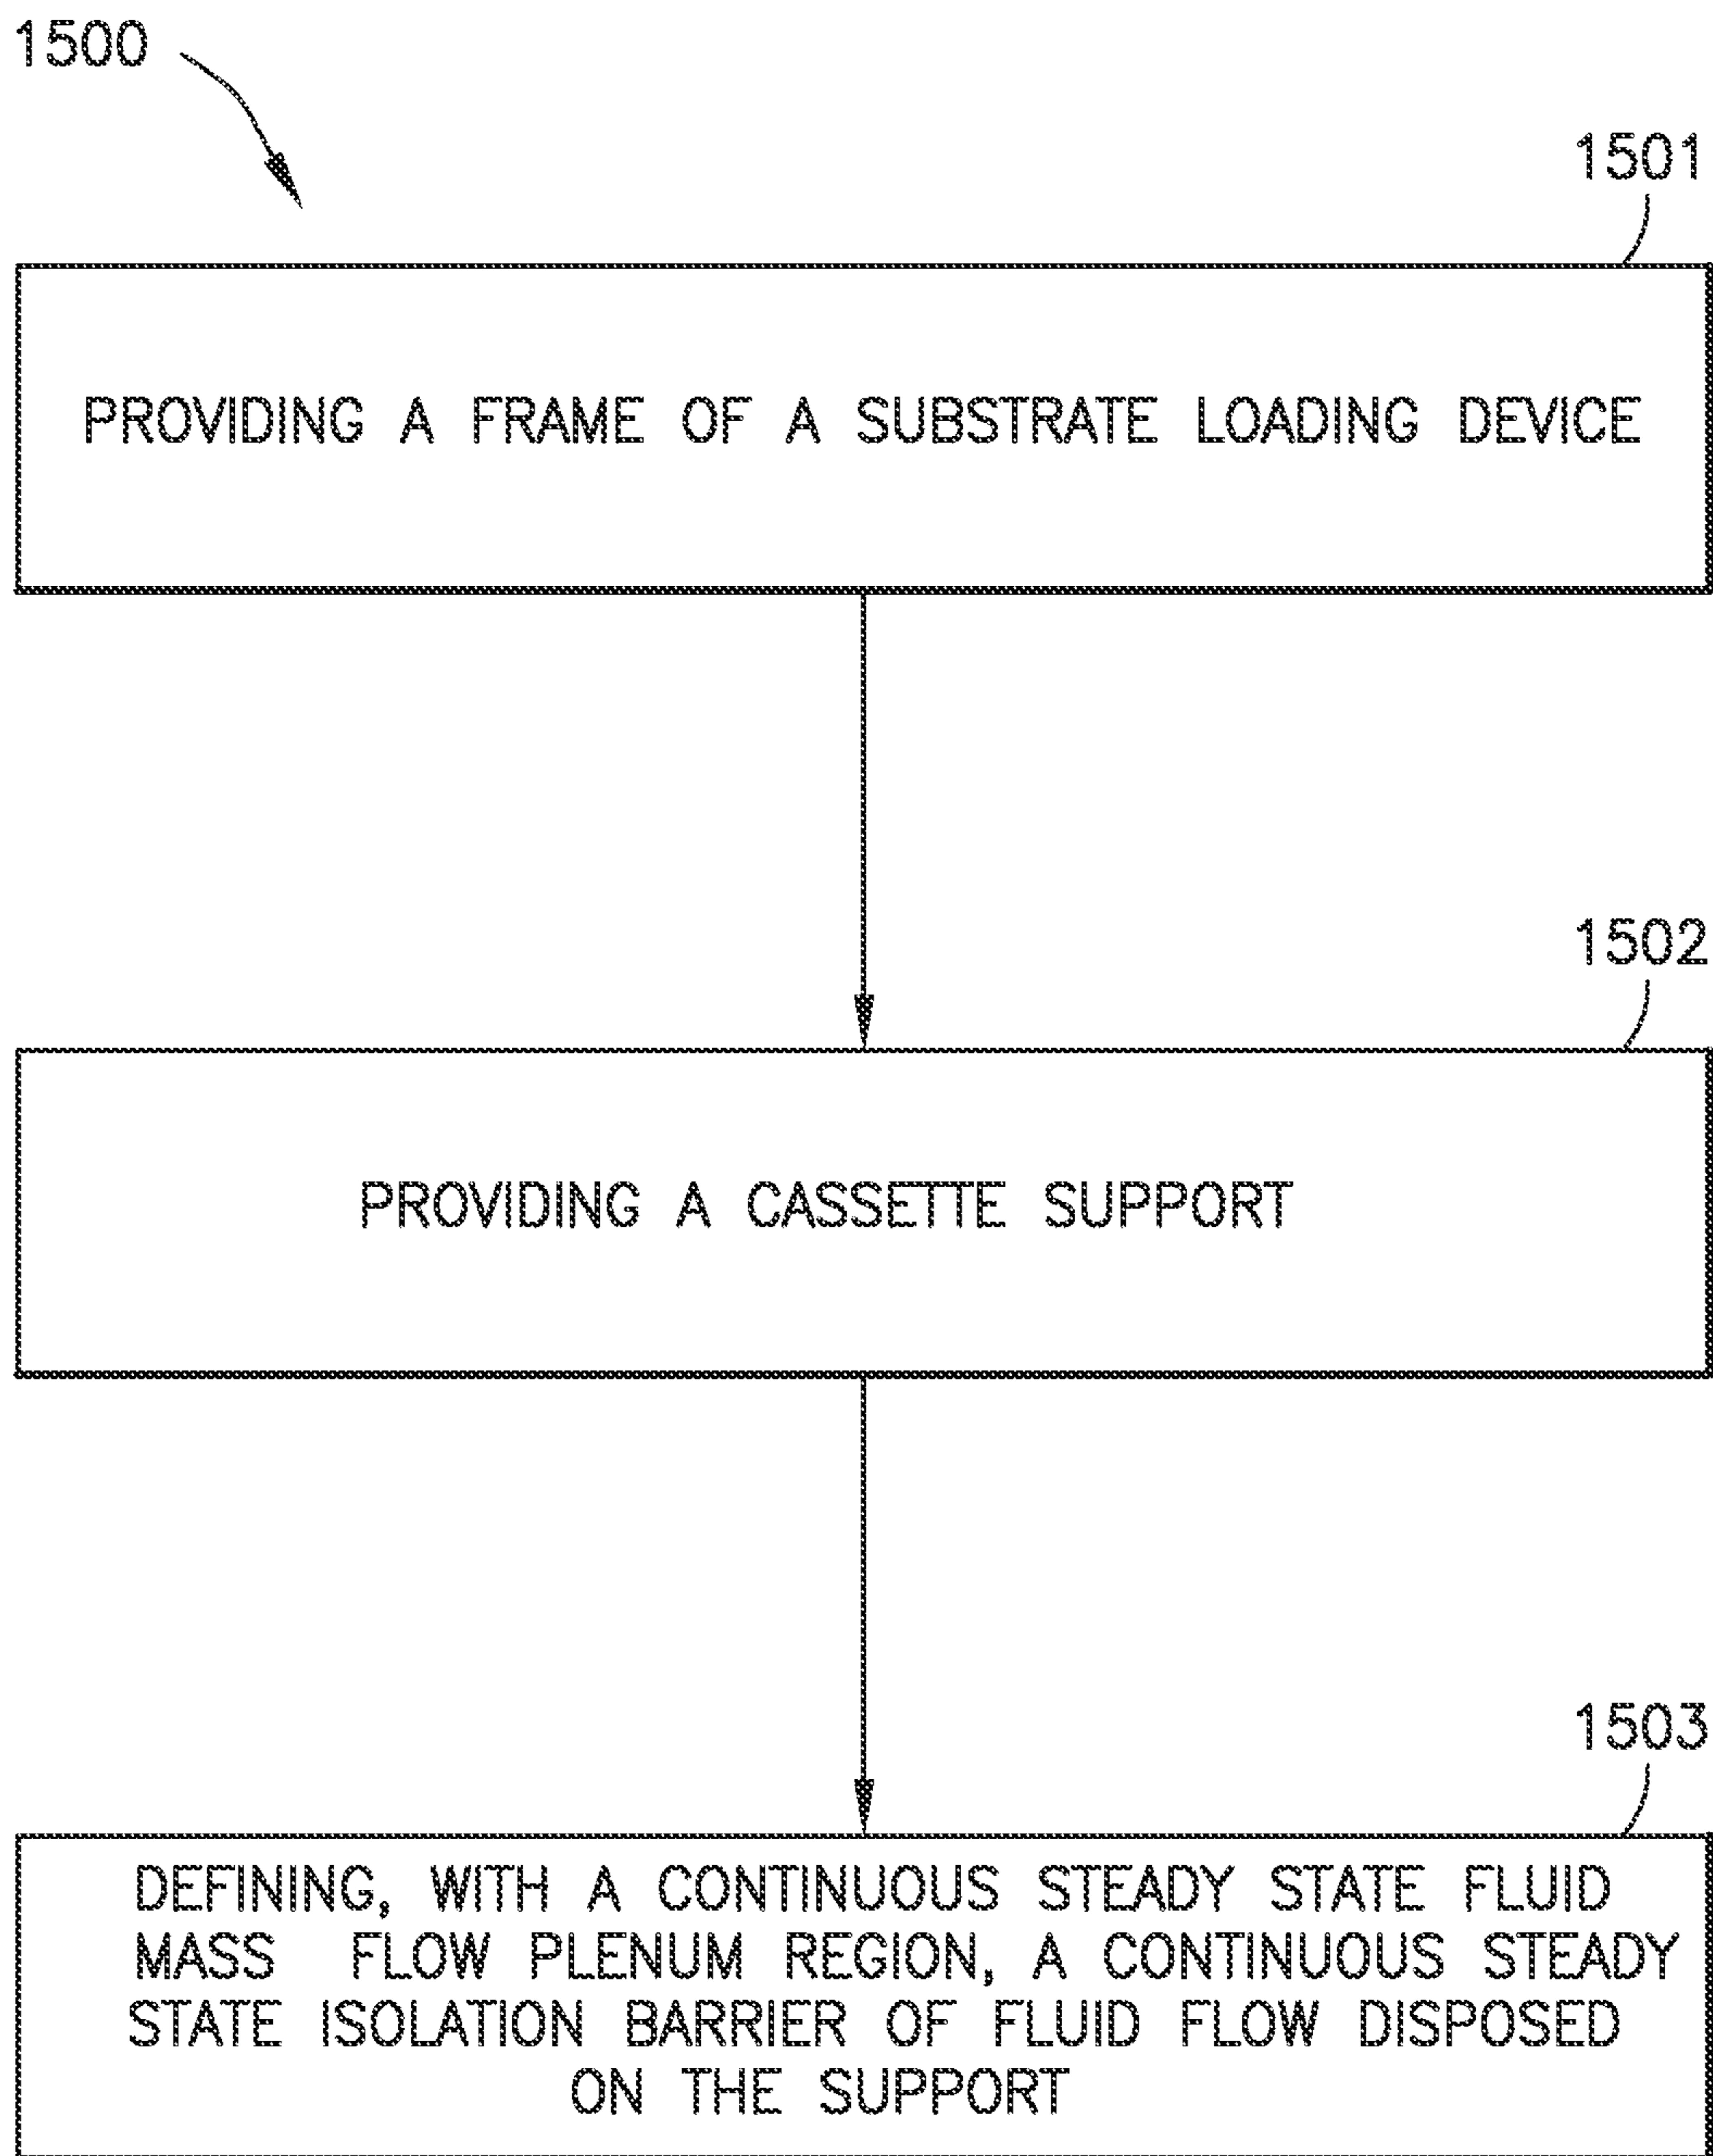 1500
1501
PROVIDING A FRAME OF A SUBSTRATE LOADING DEVICE
1502
PROVIDING A CASSETTE SUPPORT
1503
DEFINING, WITH A CONTINUOUS STEADY STATE FLUID
MASS FLOW PLENUM REGION, A CONTINUOUS STEADY
STATE ISOLATION BARRIER OF FLUID FLOW DISPOSED
ON THE SUPPORT